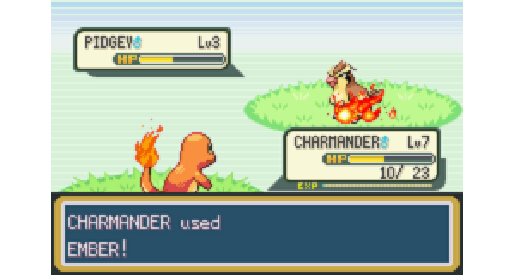 PIDGEY♂ Lv3
HP
CHARMANDER♂ Lv7
HP
10/ 23
EXP
CHARMANDER used
EMBER!